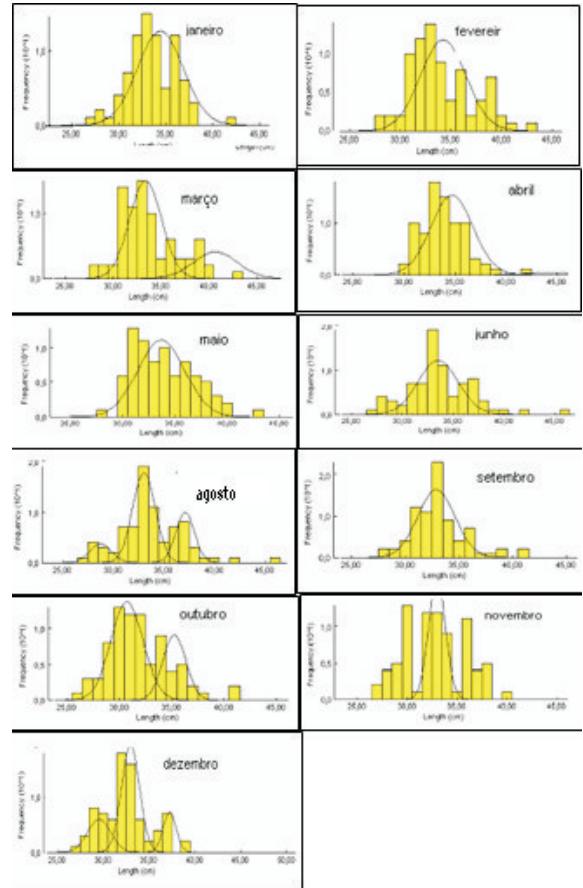 janeiro
Frequency (10^1)
1,0
0,5
0,0
25,00 30,00 35,00 40,00 45,00
fevereir
Frequency (10^1)
1,0
0,5
0,0
25,00 30,00 35,00 40,00 45,00
Length (cm)
março
Frequency (10^1)
1,0
0,0
25,00 30,00 35,00 40,00 45,00
Length (cm)
abril
Frequency (10^1)
1,0
0,0
25,00 30,00 35,00 40,00 45,00
Length (cm)
maio
Frequency (10^1)
1,0
0,5
0,0
25,00 30,00 35,00 40,00 45,00
Length (cm)
junho
Frequency (10^1)
2,0
1,0
0,0
25,00 30,00 35,00 40,00 45,00
Length (cm)
agosto
Frequency (10^1)
2,0
1,0
0,0
25,00 30,00 35,00 40,00 45,00
Length (cm)
setembro
Frequency (10^1)
2,0
1,0
0,0
25,00 30,00 35,00 40,00 45,00
Length (cm)
outubro
Frequency (10^1)
1,0
0,5
0,0
25,00 30,00 35,00 40,00 45,00
Length (cm)
novembro
Frequency (10^1)
1,0
0,5
0,0
25,00 30,00 35,00 40,00 45,00
Length (cm)
dezembro
Frequency (10^1)
1,0
0,0
25,00 30,00 35,00 40,00 45,00 50,00
Length (cm)